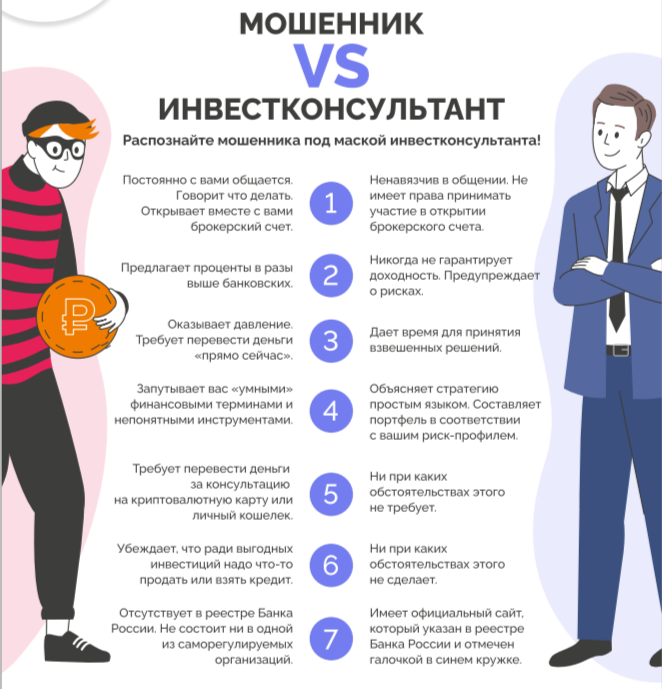 МОШЕННИК
VS
ИНВЕСТКОНСУЛЬТАНТ
Распознайте мошенника под маской инвестконсультанта!
Постоянно с вами общается.
Говорит что делать.
Открывает вместе с вами
брокерский счет.
1
Ненавязчив в общении. Не
имеет права принимать
участие в открытии
брокерского счета.
Предлагает проценты в разы
выше банковских.
2
Никогда не гарантирует
доходность. Предупреждает
о рисках.
Оказывает давление.
Требует перевести деньги
«прямо сейчас».
3
Дает время для принятия
взвешенных решений.
Запутывает вас «умными»
финансовыми терминами и
непонятными инструментами.
4
Объясняет стратегию
простым языком. Составляет
портфель в соответствии
с вашим риск-профилем.
Требует перевести деньги
за консультацию
на криптовалютную карту или
личный кошелек.
5
Ни при каких
обстоятельствах этого
не требует.
Убеждает, что ради выгодных
инвестиций надо что-то
продать или взять кредит.
6
Ни при каких
обстоятельствах этого
не сделает.
Отсутствует в реестре Банка
России. Не состоит ни в одной
из саморегулируемых
организаций.
7
Имеет официальный сайт,
который указан в реестре
Банка России и отмечен
галочкой в синем кружке.
₽